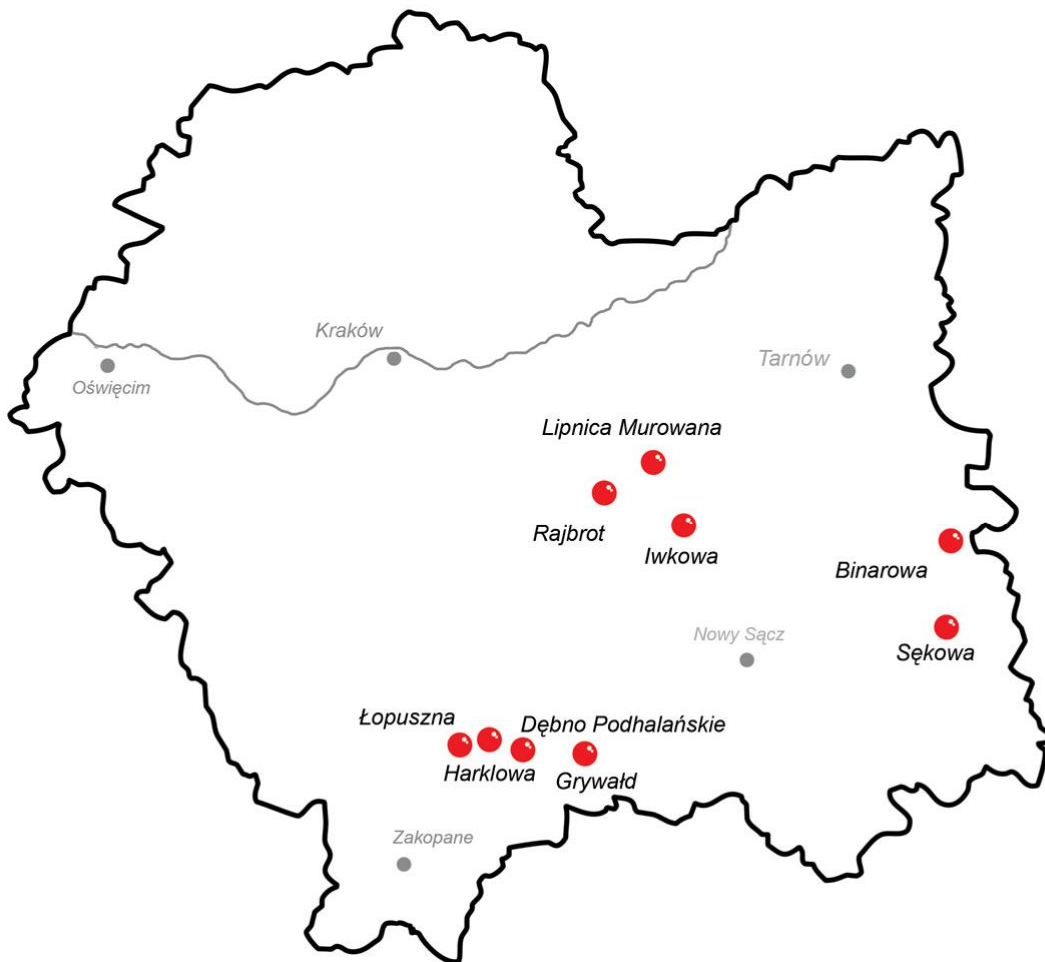 Kraków
Tarnów
Oświęcim
Lipnica Murowana
Rajbrot
Iwkowa
Binarowa
Nowy Sącz
Sękowa
Łopuszna
Dębno Podhalańskie
Harklowa
Grywałd
Zakopane